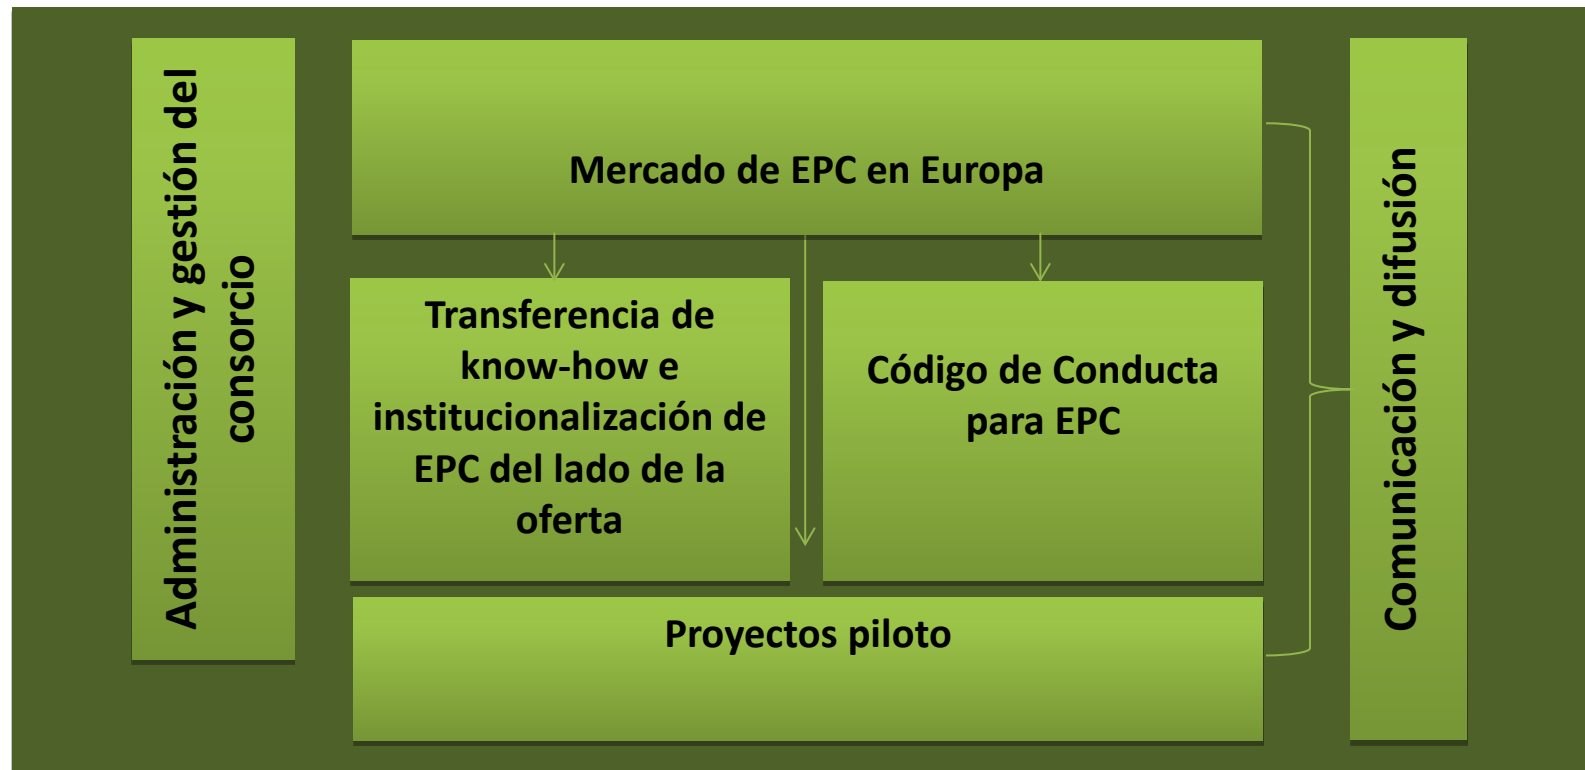 Administración y gestión del
consorcio
Mercado de EPC en Europa
Transferencia de
know-how e
institucionalización de
EPC del lado de la
oferta
Código de Conducta
para EPC
Proyectos piloto
Comunicación y difusión